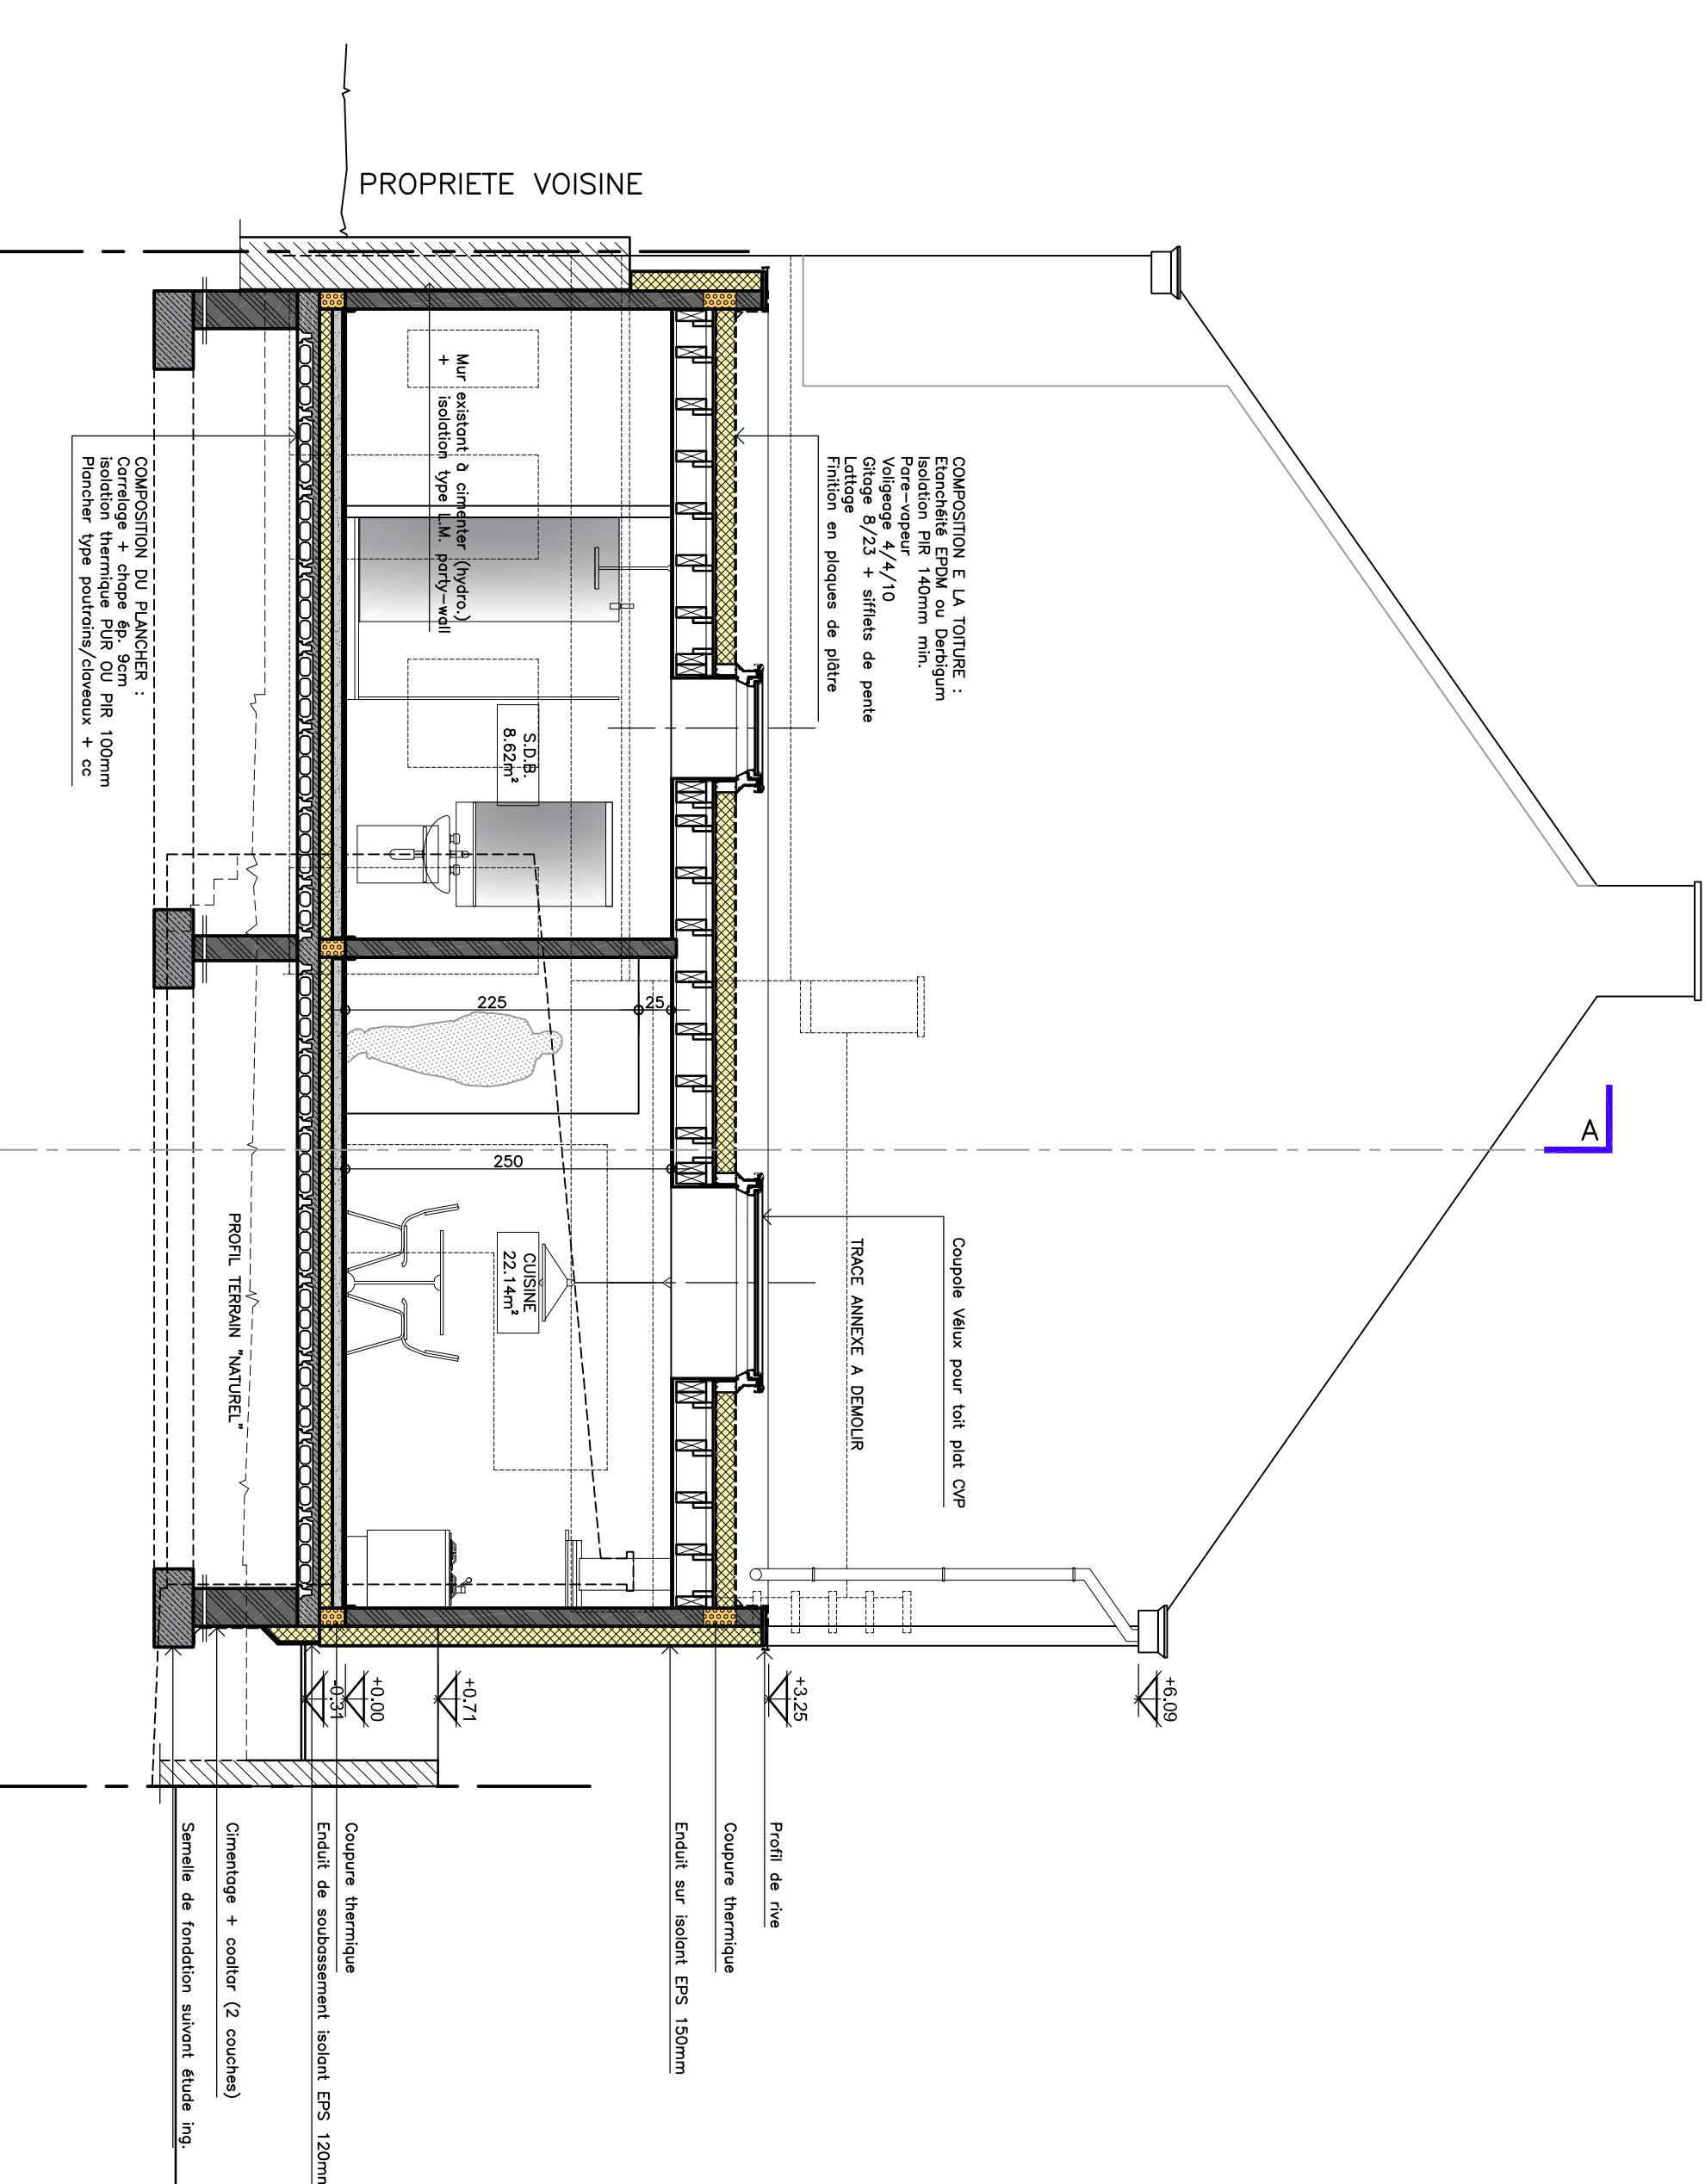 PROPRIETE VOISINE
COMPOSITION E LA TOITURE :
Etanchéité EPDM ou Derbigum
Isolation PIR 140mm min.
Pare-vapeur
Voligeage 4/4/10
Gitage 8/23 + sifflets de pente
Lattage
Finition en plaques de plâtre
Mur existant à cimenter (hydro.)
+ isolation type L.M. party-wall
COMPOSITION DU PLANCHER :
Carrelage + chape ép. 9cm
isolation thermique PUR OU PIR 100mm
Plancher type poutrains/claveaux + cc
S.D.B.
8.62m²
225
25
250
A
CUISINE
22.14m²
Coupole Vélux pour toit plat CVP
TRACE ANNEXE A DEMOLIR
PROFIL TERRAIN "NATUREL"
+6.09
+3.25
+0.71
+0.00
-0.31
Profil de rive
Coupure thermique
Enduit sur isolant EPS 150mm
Coupure thermique
Enduit de soubassement isolant EPS 120mm
Cimentage + coaltar (2 couches)
Semelle de fondation suivant étude ing.